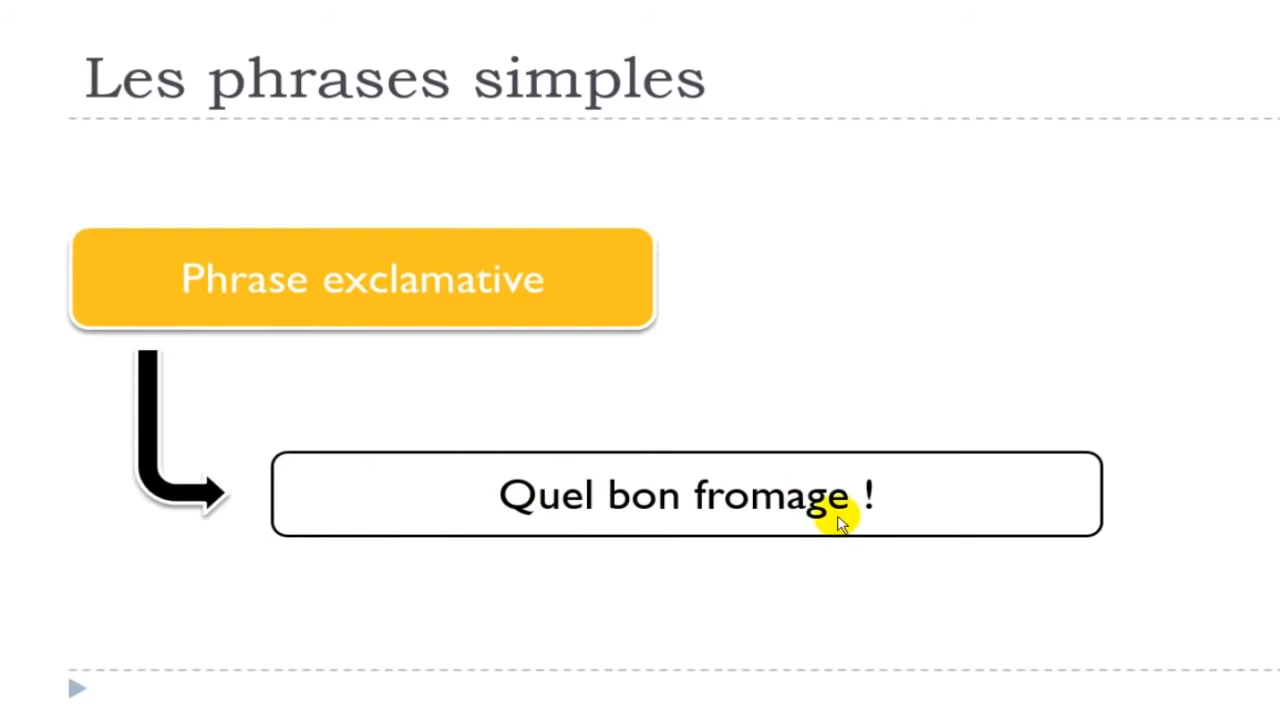 Les phrases simples
Phrase exclamative
Quel bon fromage !